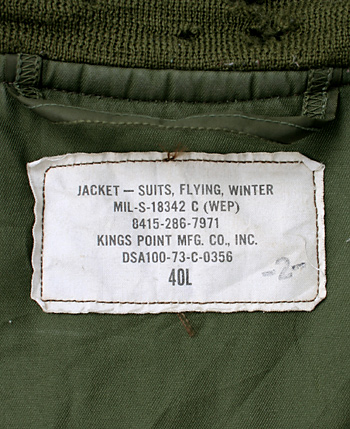 JACKET — SUITS, FLYING, WINTER
MIL-S-18342 C (WEP)
8415-286-7971
KINGS POINT MFG. CO., INC.
DSA100-73-C-0356
40L
-2-